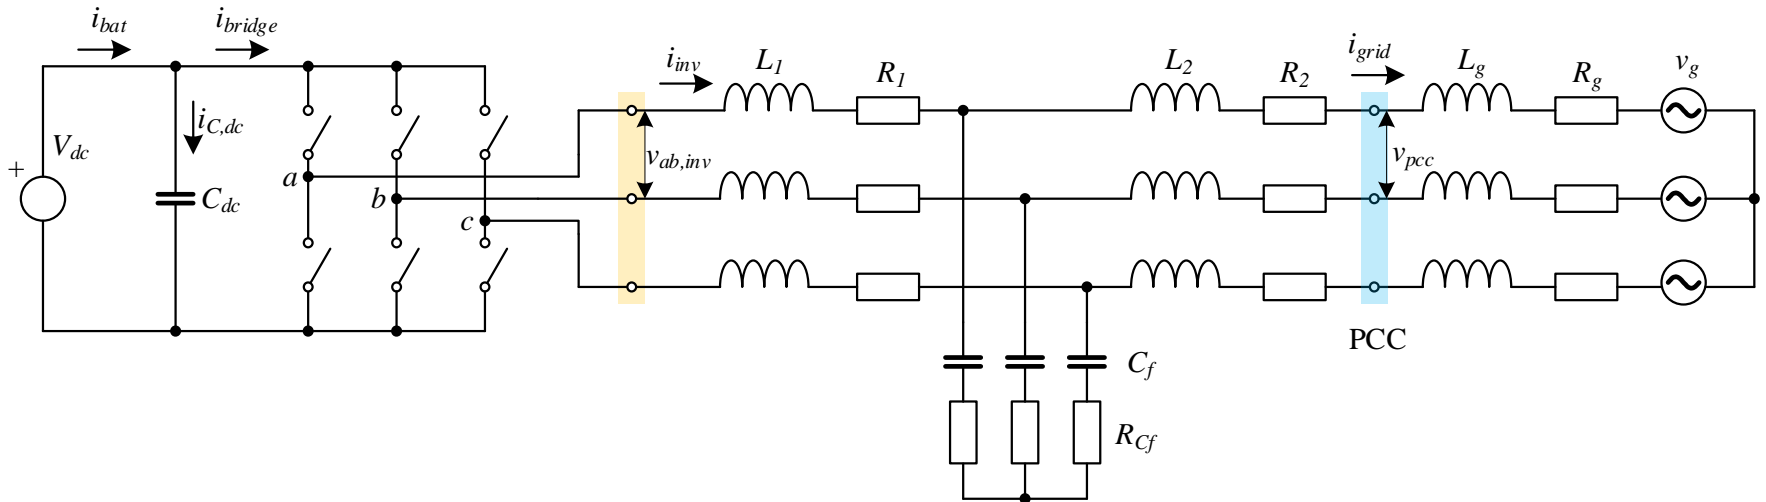 i_bat
i_bridge
i_C,dc
V_dc
+
C_dc
a
b
c
i_inv
v_ab,inv
L_1
R_1
L_2
R_2
i_grid
L_g
R_g
v_g
v_pcc
PCC
C_f
R_Cf